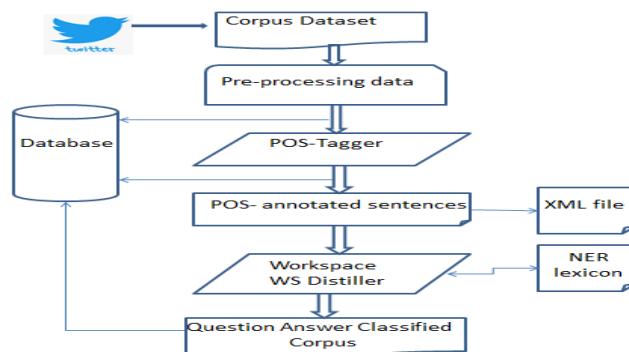 twitter
Corpus Dataset
Pre-processing data
Database
POS-Tagger
POS- annotated sentences
XML file
Workspace
WS Distiller
NER
lexicon
Question Answer Classified
Corpus